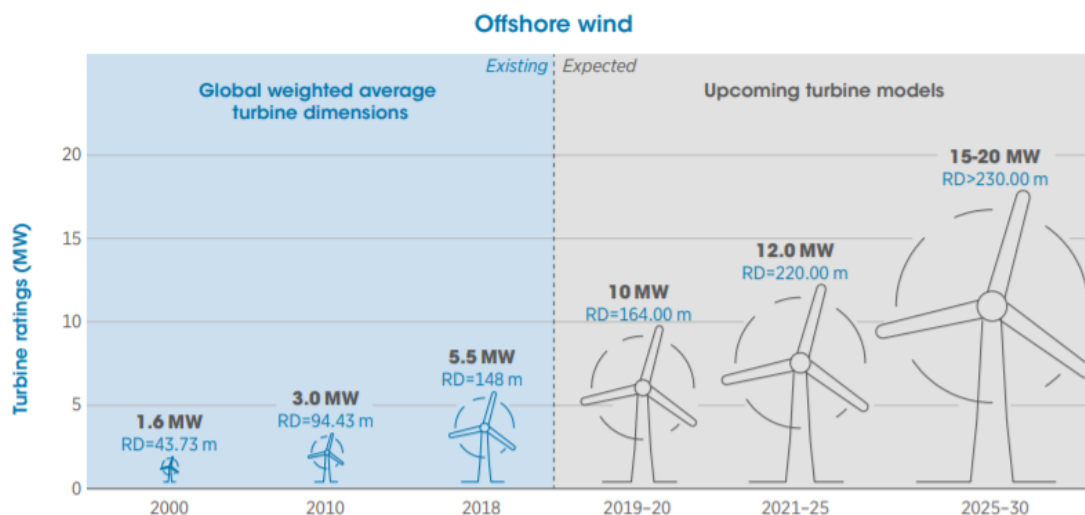 Offshore wind
Existing
Expected
Global weighted average
turbine dimensions
Upcoming turbine models
Turbine ratings (MW)
20
15
10
5
0
1.6 MW
RD=43.73 m
3.0 MW
RD=94.43 m
5.5 MW
RD=148 m
10 MW
RD=164.00 m
12.0 MW
RD=220.00 m
15-20 MW
RD>230.00 m
2000
2010
2018
2019–20
2021–25
2025–30